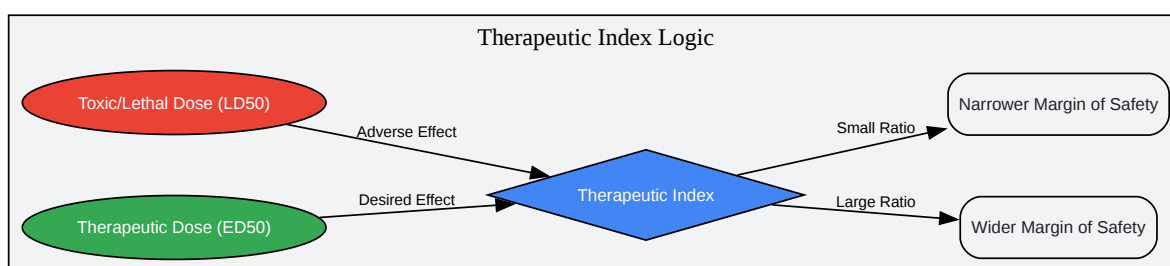 Therapeutic Index Logic
Toxic/Lethal Dose (LD50)
Adverse Effect
Small Ratio
Narrower Margin of Safety
Therapeutic Index
Therapeutic Dose (ED50)
Desired Effect
Large Ratio
Wider Margin of Safety